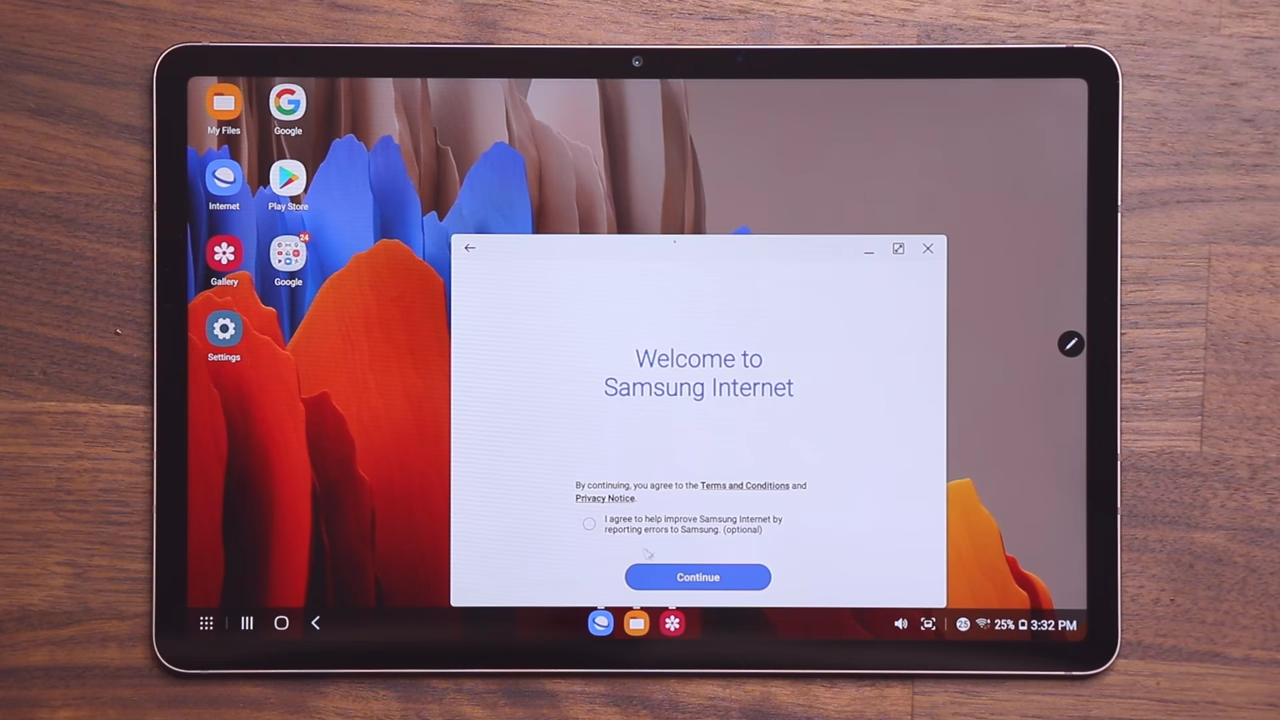 My Files
Google
Internet
Play Store
24
Gallery
Google
Settings
Welcome to
Samsung Internet
By continuing, you agree to the Terms and Conditions and
Privacy Notice.
I agree to help improve Samsung Internet by
reporting errors to Samsung. (optional)
Continue
25 25% 3:32 PM